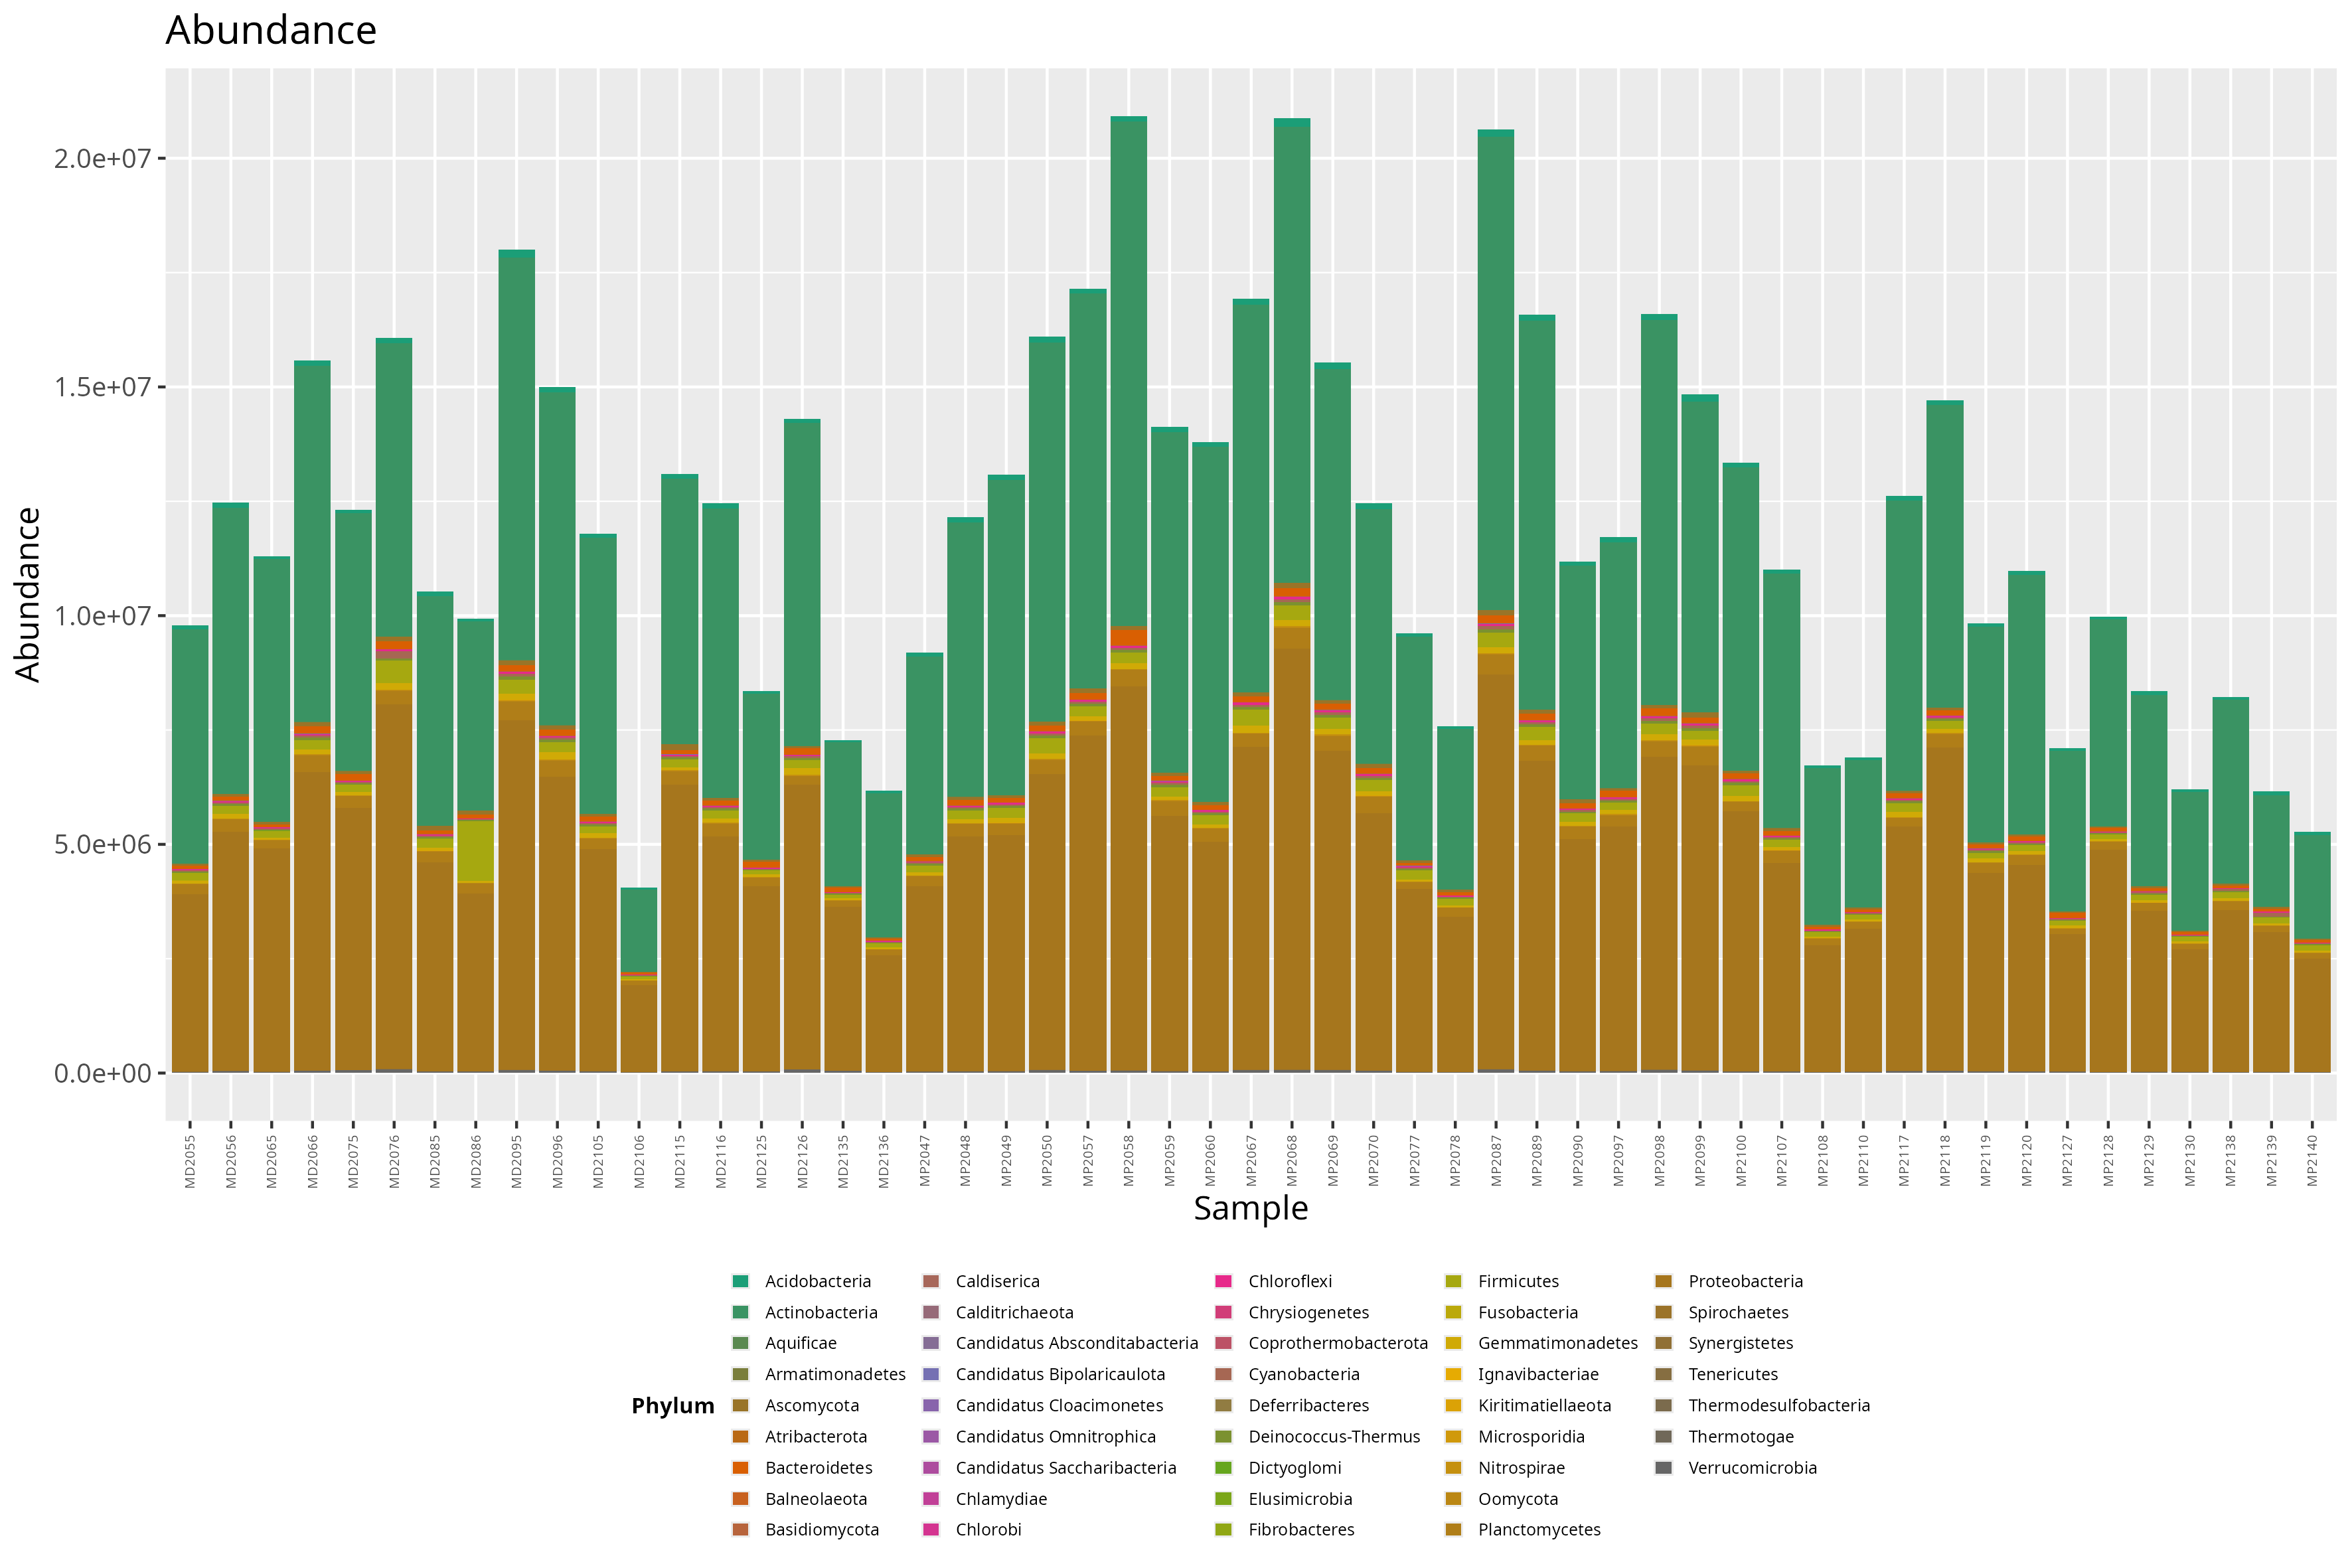 Abundance
2.0e+07
1.5e+07
1.0e+07
5.0e+06
0.0e+00
Abundance
MD2055 MD2056 MD2065 MD2066 MD2075 MD2076 MD2085 MD2086 MD2095 MD2096 MD2105 MD2106 MD2115 MD2116 MD2125 MD2126 MD2135 MD2136 MP2047 MP2048 MP2049 MP2050 MP2057 MP2058 MP2059 MP2060 MP2067 MP2068 MP2069 MP2070 MP2077 MP2078 MP2087 MP2089 MP2090 MP2097 MP2098 MP2099 MP2100 MP2107 MP2108 MP2110 MP2117 MP2118 MP2119 MP2120 MP2127 MP2128 MP2129 MP2130 MP2138 MP2139 MP2140
Sample
Phylum
Acidobacteria
Actinobacteria
Aquificae
Armatimonadetes
Ascomycota
Atribacterota
Bacteroidetes
Balneolaeota
Basidiomycota
Caldiserica
Calditrichaeota
Candidatus Absconditabacteria
Candidatus Bipolaricaulota
Candidatus Cloacimonetes
Candidatus Omnitrophica
Candidatus Saccharibacteria
Chlamydiae
Chlorobi
Chloroflexi
Chrysiogenetes
Coprothermobacterota
Cyanobacteria
Deferribacteres
Deinococcus-Thermus
Dictyoglomi
Elusimicrobia
Fibrobacteres
Firmicutes
Fusobacteria
Gemmatimonadetes
Ignavibacteriae
Kiritimatiellaeota
Microsporidia
Nitrospirae
Oomycota
Planctomycetes
Proteobacteria
Spirochaetes
Synergistetes
Tenericutes
Thermodesulfobacteria
Thermotogae
Verrucomicrobia